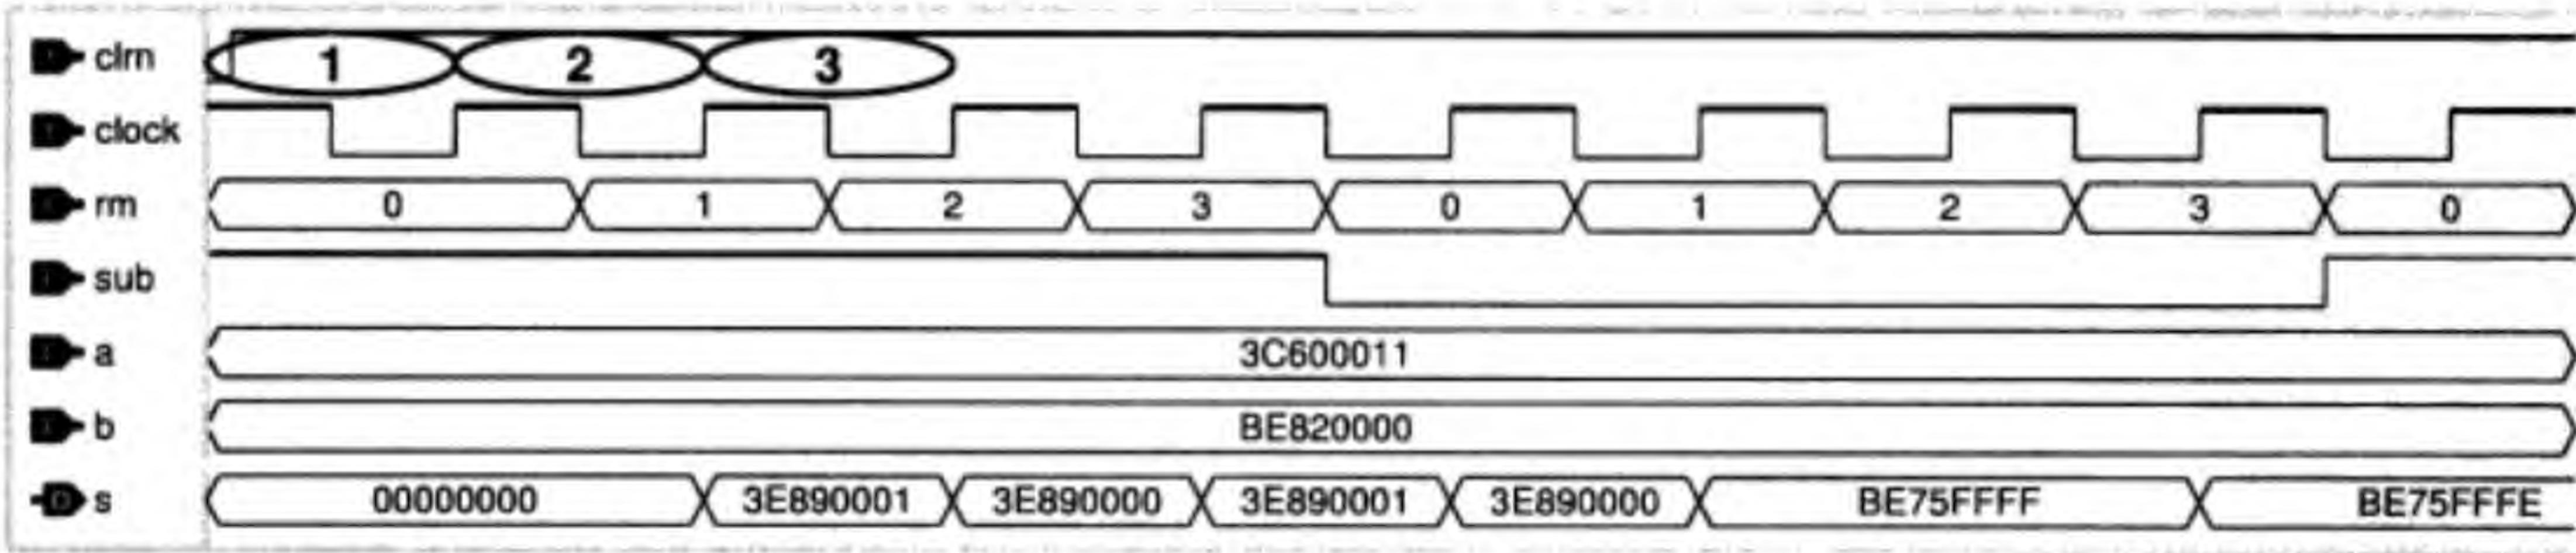 clrn 1 2 3
clock
rm 0 1 2 3 0 1 2 3 0
sub
a 3C600011
b BE820000
s 00000000 3E890001 3E890000 3E890001 3E890000 BE75FFFF BE75FFFE